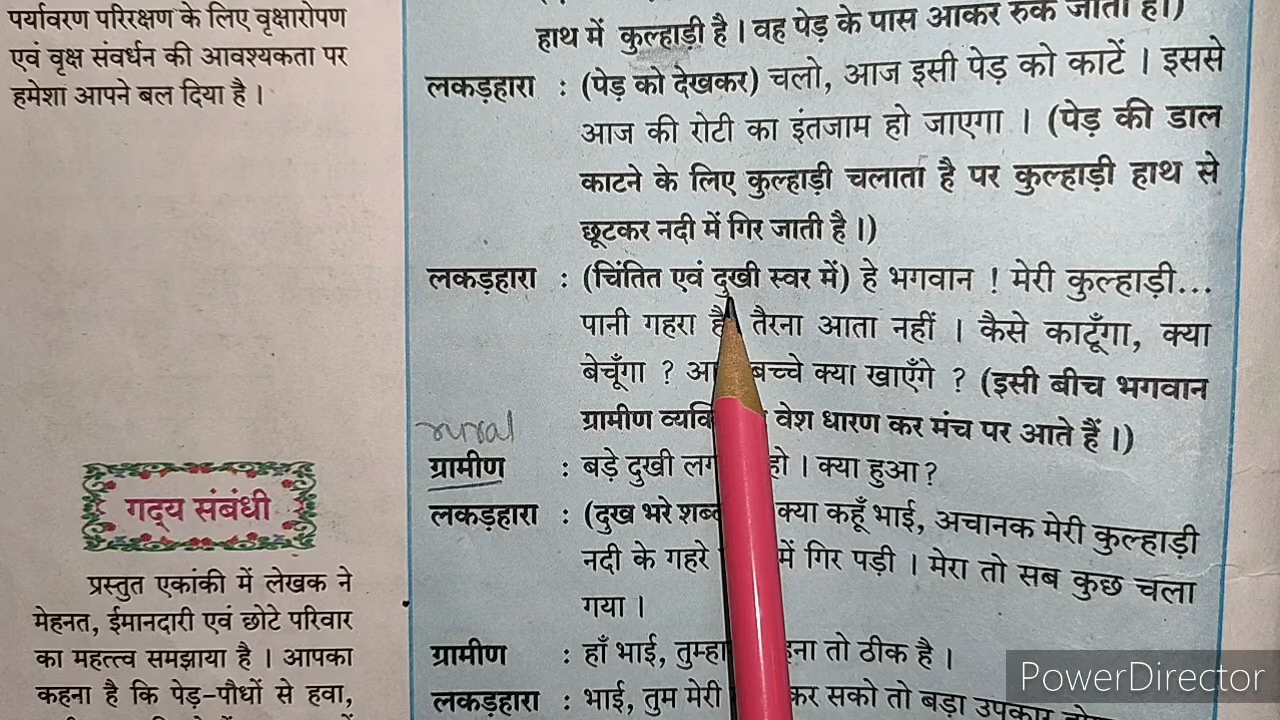 पर्यावरण परिरक्षण के लिए वृक्षारोपण
एवं वृक्ष संवर्धन की आवश्यकता पर
हमेशा आपने बल दिया है ।
गद्य संबंधी
प्रस्तुत एकांकी में लेखक ने
मेहनत, ईमानदारी एवं छोटे परिवार
का महत्त्व समझाया है । आपका
कहना है कि पेड़-पौधों से हवा,
हाथ में कुल्हाड़ी है । वह पेड़ के पास आकर रुक जाता है।)
लकड़हारा : (पेड़ को देखकर) चलो, आज इसी पेड़ को काटें । इससे
आज की रोटी का इंतजाम हो जाएगा । (पेड़ की डाल
काटने के लिए कुल्हाड़ी चलाता है पर कुल्हाड़ी हाथ से
छूटकर नदी में गिर जाती है ।)
लकड़हारा : (चिंतित एवं दुखी स्वर में) हे भगवान ! मेरी कुल्हाड़ी...
पानी गहरा है तैरना आता नहीं । कैसे काटूँगा, क्या
बेचूँगा ? बच्चे क्या खाएँगे ? (इसी बीच भगवान
ग्रामीण वेश धारण कर मंच पर आते हैं ।)
rural
ग्रामीण : बड़े दुखी हो । क्या हुआ ?
लकड़हारा : (दुख भरे क्या कहूँ भाई, अचानक मेरी कुल्हाड़ी
नदी के गहरे में गिर पड़ी । मेरा तो सब कुछ चला
गया ।
ग्रामीण : हाँ भाई, तो ठीक है ।
लकड़हारा : भाई, तुम मेरी कर सको तो बड़ा उपकार
PowerDirector